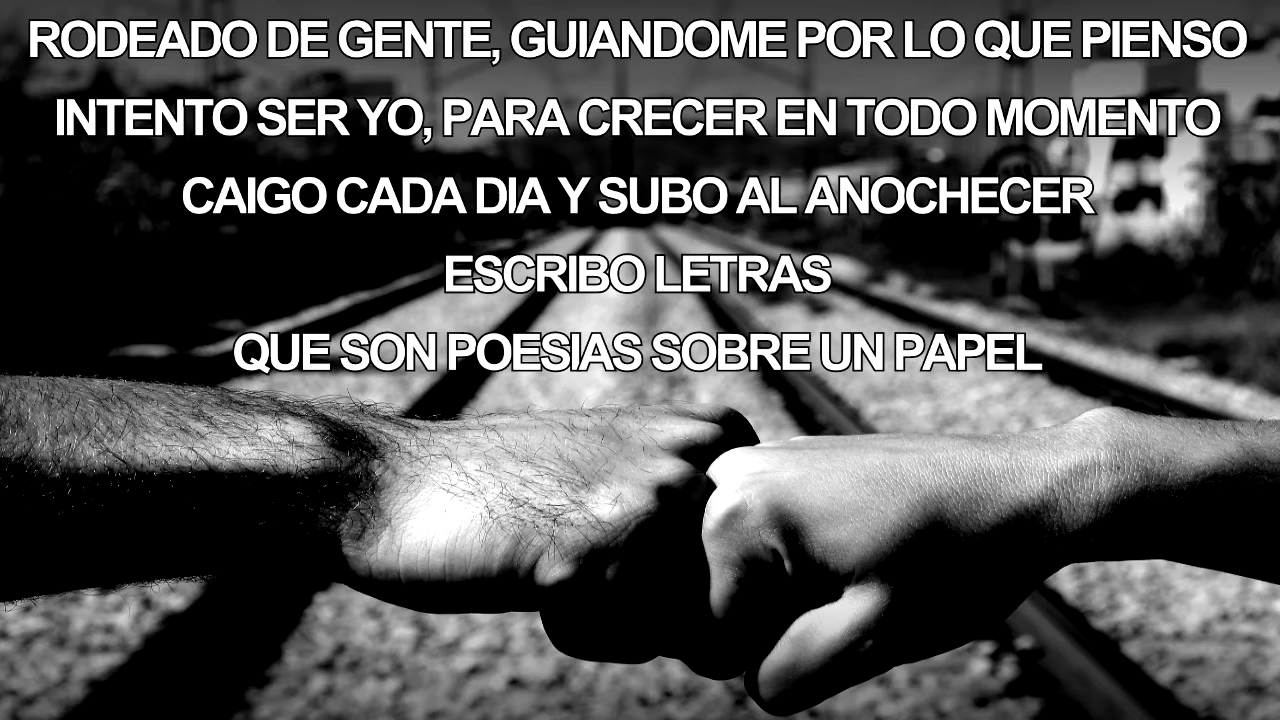 RODEADO DE GENTE, GUIANDOME POR LO QUE PIENSO
INTENTO SER YO, PARA CRECER EN TODO MOMENTO
CAIGO CADA DIA Y SUBO AL ANOCHECER
ESCRIBO LETRAS
QUE SON POESIAS SOBRE UN PAPEL